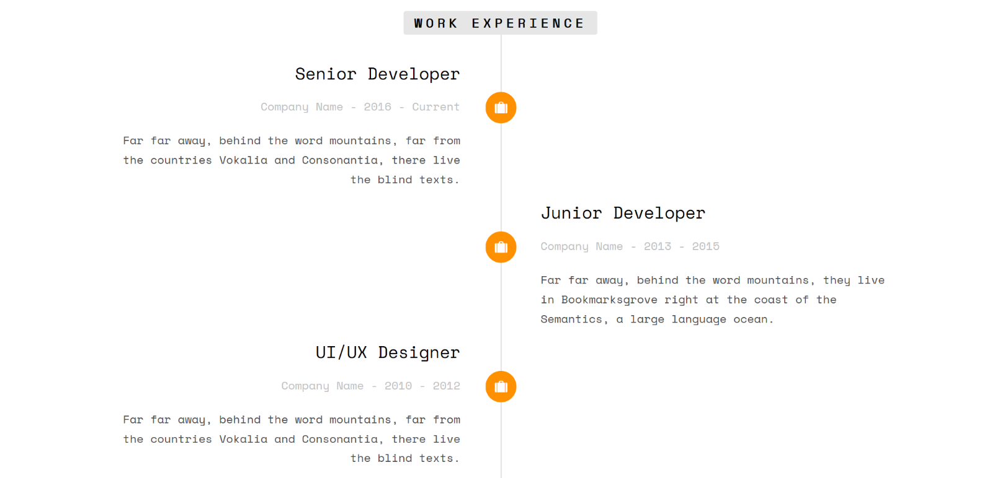 WORK EXPERIENCE
Senior Developer
Company Name - 2016 - Current
Far far away, behind the word mountains, far from
the countries Vokalia and Consonantia, there live
the blind texts.
Junior Developer
Company Name - 2013 - 2015
Far far away, behind the word mountains, they live
in Bookmarksgrove right at the coast of the
Semantics, a large language ocean.
UI/UX Designer
Company Name - 2010 - 2012
Far far away, behind the word mountains, far from
the countries Vokalia and Consonantia, there live
the blind texts.